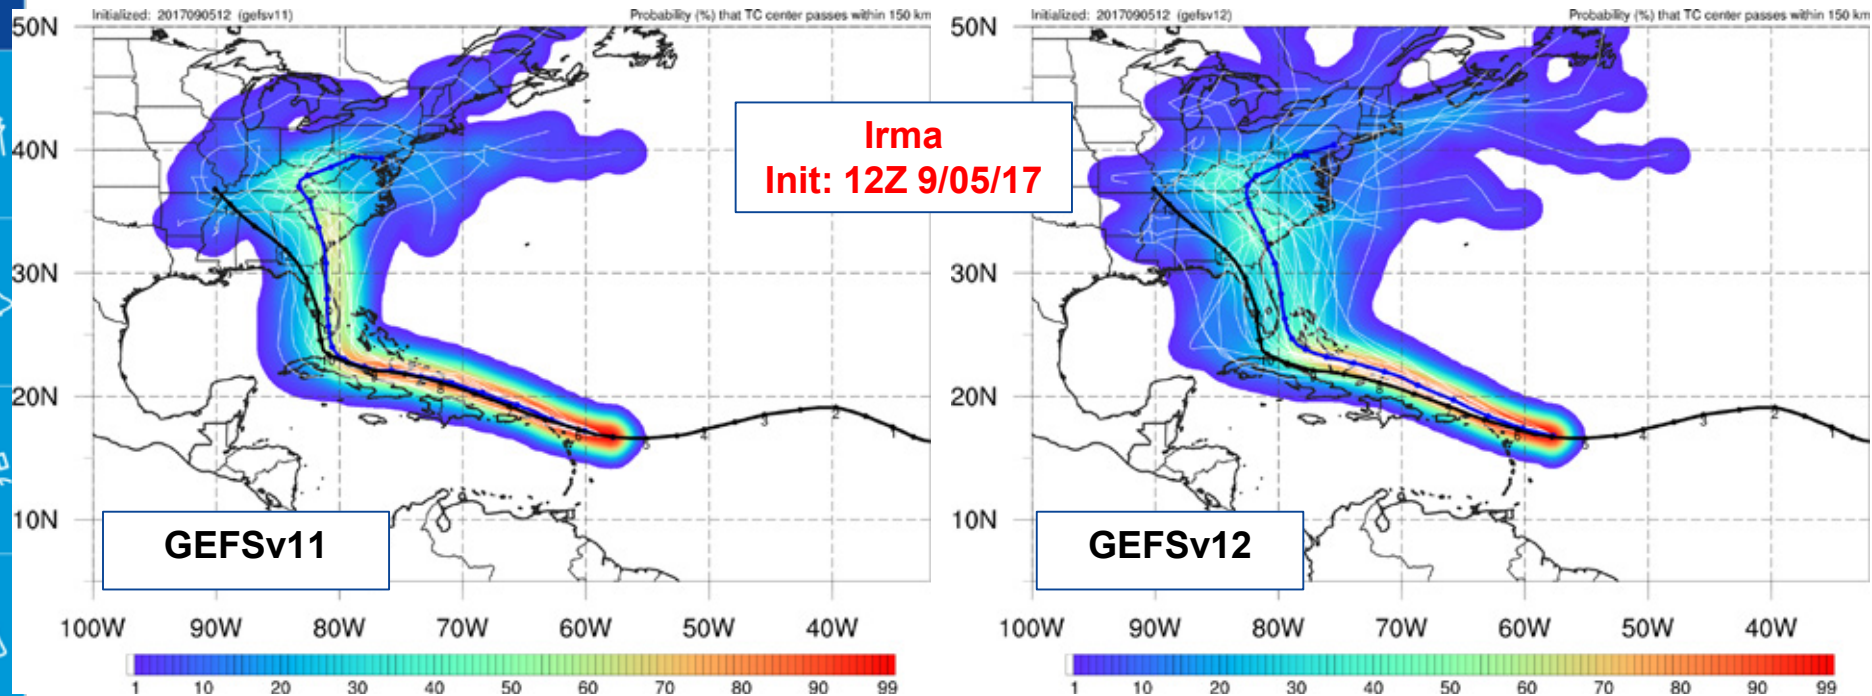 Initialized: 2017090512 (gefsv11)
Probability (%) that TC center passes within 150 km
Initialized: 2017090512 (gefsv12)
Probability (%) that TC center passes within 150 km
50N
40N
30N
20N
10N
50N
40N
30N
20N
10N
Irma
Init: 12Z 9/05/17
GEFSv11
GEFSv12
100W 90W 80W 70W 60W 50W 40W
100W 90W 80W 70W 60W 50W 40W
1 10 20 30 40 50 60 70 80 90 99
1 10 20 30 40 50 60 70 80 90 99